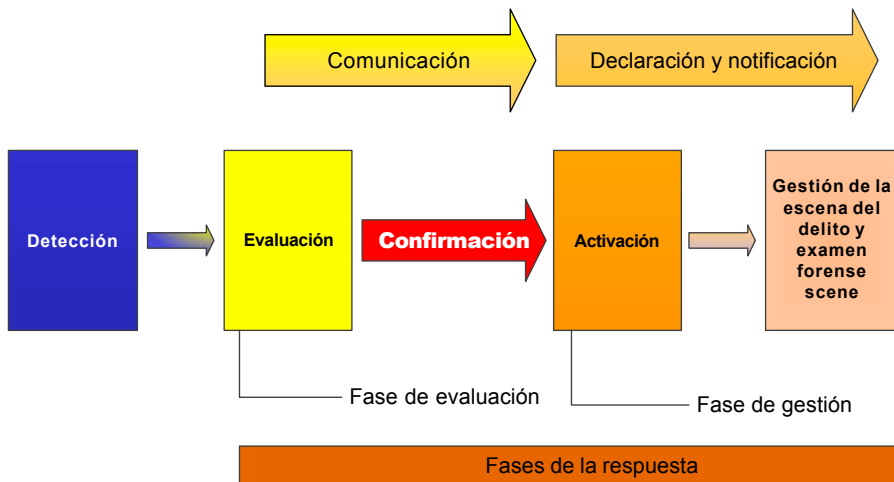 Comunicación
Declaración y notificación
Detección
Evaluación
Confirmación
Activación
Gestión de la
escena del
delito y
examen
forense
scene
Fase de evaluación
Fase de gestión
Fases de la respuesta